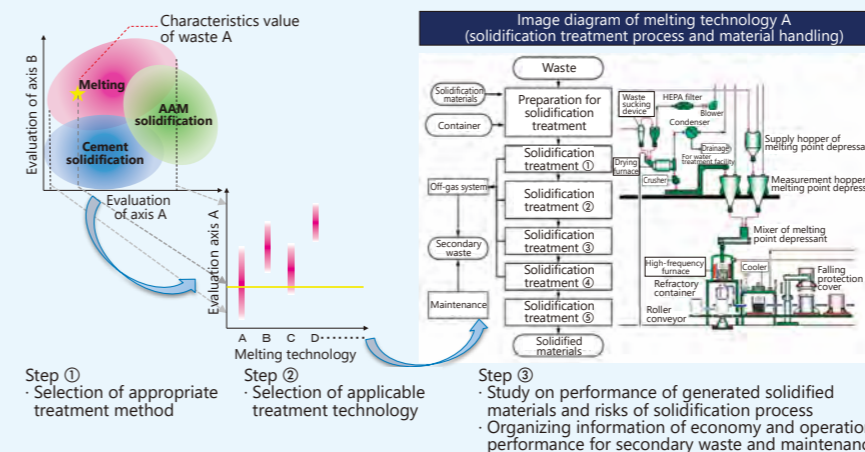 Characteristics value
of waste A
Evaluation of axis B
Melting
AAM
solidification
Cement
solidification
Evaluation
of axis A
Evaluation axis A
A B C D
Melting technology
Image diagram of melting technology A
(solidification treatment process and material handling)
Waste
Solidification
materials
Container
Preparation for
solidification
treatment
Solidification
treatment ①
Off-gas system
Solidification
treatment ②
Secondary
waste
Solidification
treatment ③
Solidification
treatment ④
Maintenance
Solidification
treatment ⑤
Solidified
materials
Waste
sucking
device
HEPA filter
Blower
Condenser
Drainage
For water
treatment facility
Drying
furnace
Crusher
Supply hopper of
melting point
Measurement hopper
melting point
Mixer of melting
point depressant
High-frequency
furnace
Cooler
Falling
protection
cover
Refractory
container
Roller
conveyor
Step ①
· Selection of appropriate
treatment method
Step ②
· Selection of applicable
treatment technology
Step ③
· Study on performance of generated solidified
materials and risks of solidification process
· Organizing information of economy and
performance for secondary waste and